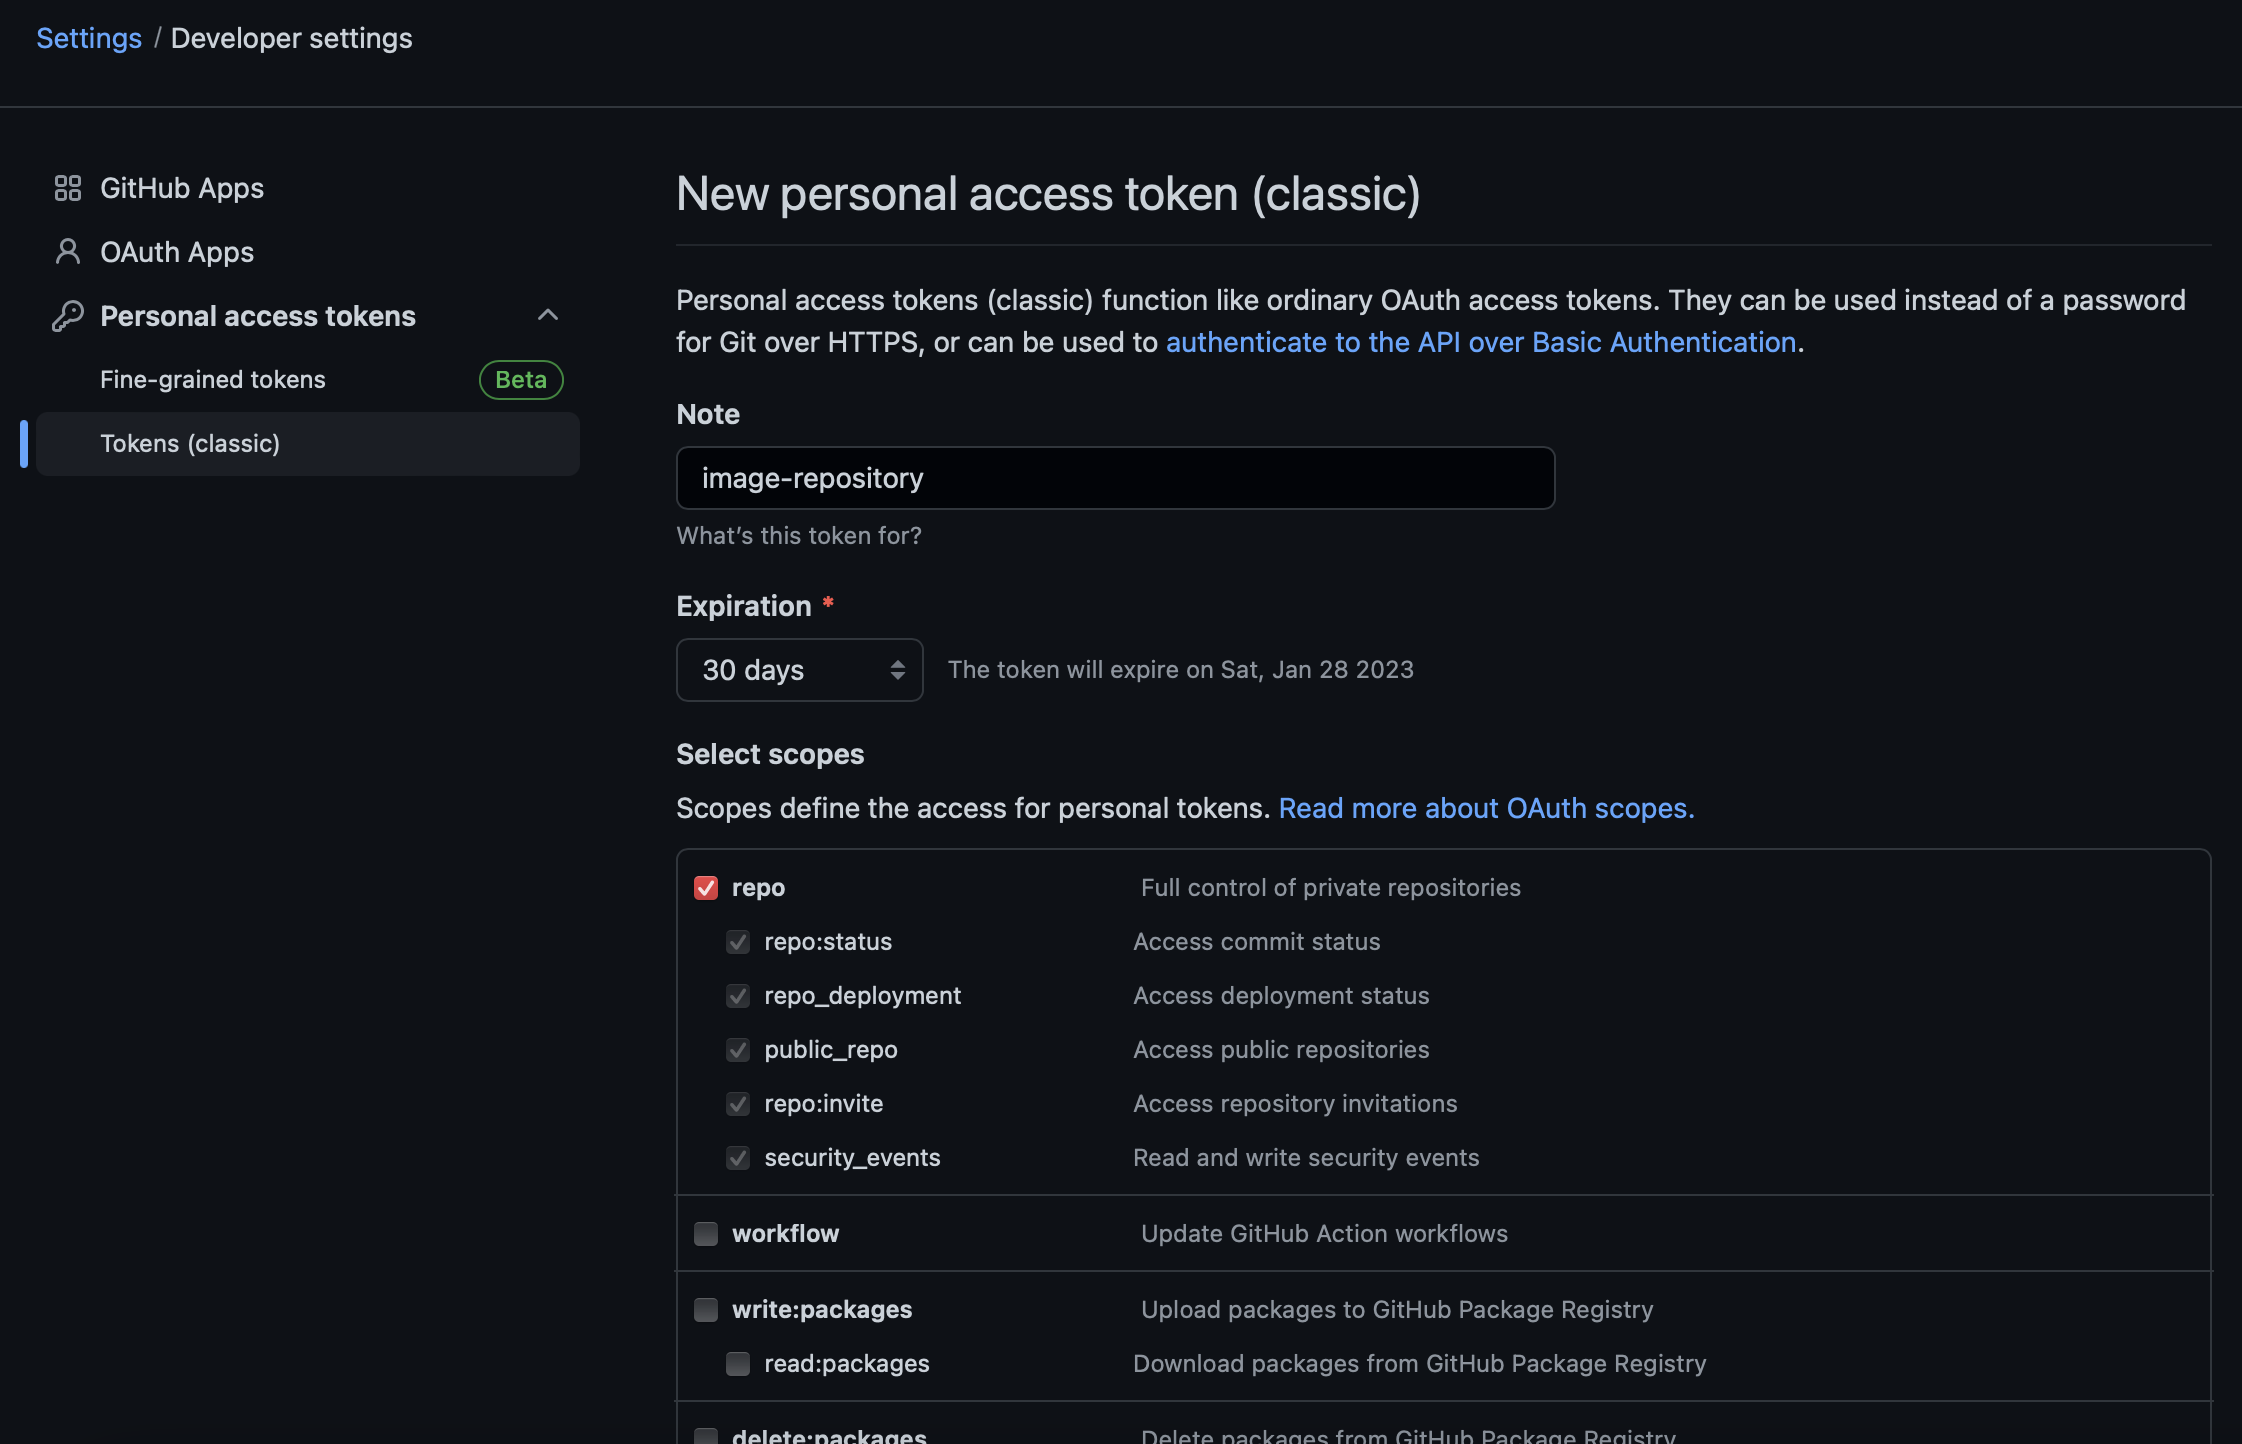 Settings / Developer settings
GitHub Apps
OAuth Apps
Personal access tokens
Fine-grained tokens Beta
Tokens (classic)
New personal access token (classic)
Personal access tokens (classic) function like ordinary OAuth access tokens. They can be used instead of a password
for Git over HTTPS, or can be used to authenticate to the API over Basic Authentication.
Note
image-repository
What's this token for?
Expiration *
30 days The token will expire on Sat, Jan 28 2023
Select scopes
Scopes define the access for personal tokens. Read more about OAuth scopes.
repo Full control of private repositories
repo:status Access commit status
repo_deployment Access deployment status
public_repo Access public repositories
repo:invite Access repository invitations
security_events Read and write security events
workflow Update GitHub Action workflows
write:packages Upload packages to GitHub Package Registry
read:packages Download packages from GitHub Package Registry
delete:packages Delete packages from GitHub Package Registry